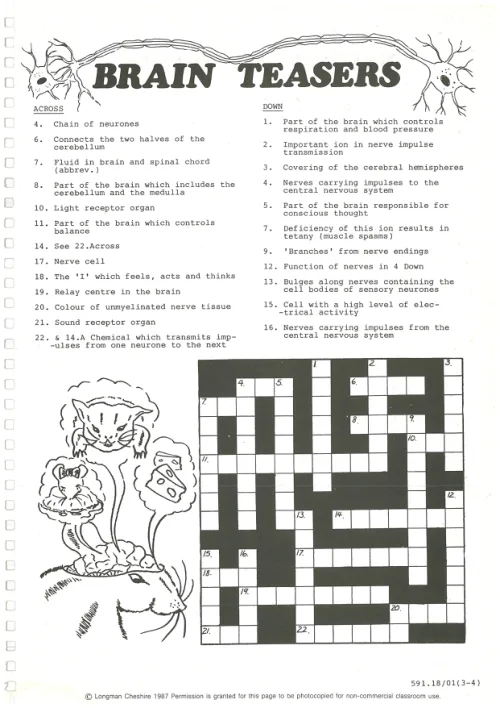 BRAIN TEASERS
ACROSS
4. Chain of neurones
6. Connects the two halves of the
cerebellum
7. Fluid in brain and spinal chord
(abbrev.)
8. Part of the brain which includes the
cerebellum and the medulla
10. Light receptor organ
11. Part of the brain which controls
balance
14. See 22.Across
17. Nerve cell
18. The 'I' which feels, acts and thinks
19. Relay centre in the brain
20. Colour of unmyelinated nerve tissue
21. Sound receptor organ
22. & 14.A Chemical which transmits imp-
-ulses from one neurone to the next
DOWN
1. Part of the brain which controls
respiration and blood pressure
2. Important ion in nerve impulse
transmission
3. Covering of the cerebral hemispheres
4. Nerves carrying impulses to the
central nervous system
5. Part of the brain responsible for
conscious thought
7. Deficiency of this ion results in
tetany (muscle spasms)
9. 'Branches' from nerve endings
12. Function of nerves in 4 Down
13. Bulges along nerves containing the
cell bodies of sensory neurones
15. Cell with a high level of elec-
-trical activity
16. Nerves carrying impulses from the
central nervous system
1. 2. 3.
4. 5. 6.
7.
8. 9.
10.
11.
12.
13. 14.
15. 16. 17.
18.
19.
20.
21. 22.
591.18/01(3-4)
© Longman Cheshire 1987 Permission is granted for this page to be photocopied for non-commercial classroom use.